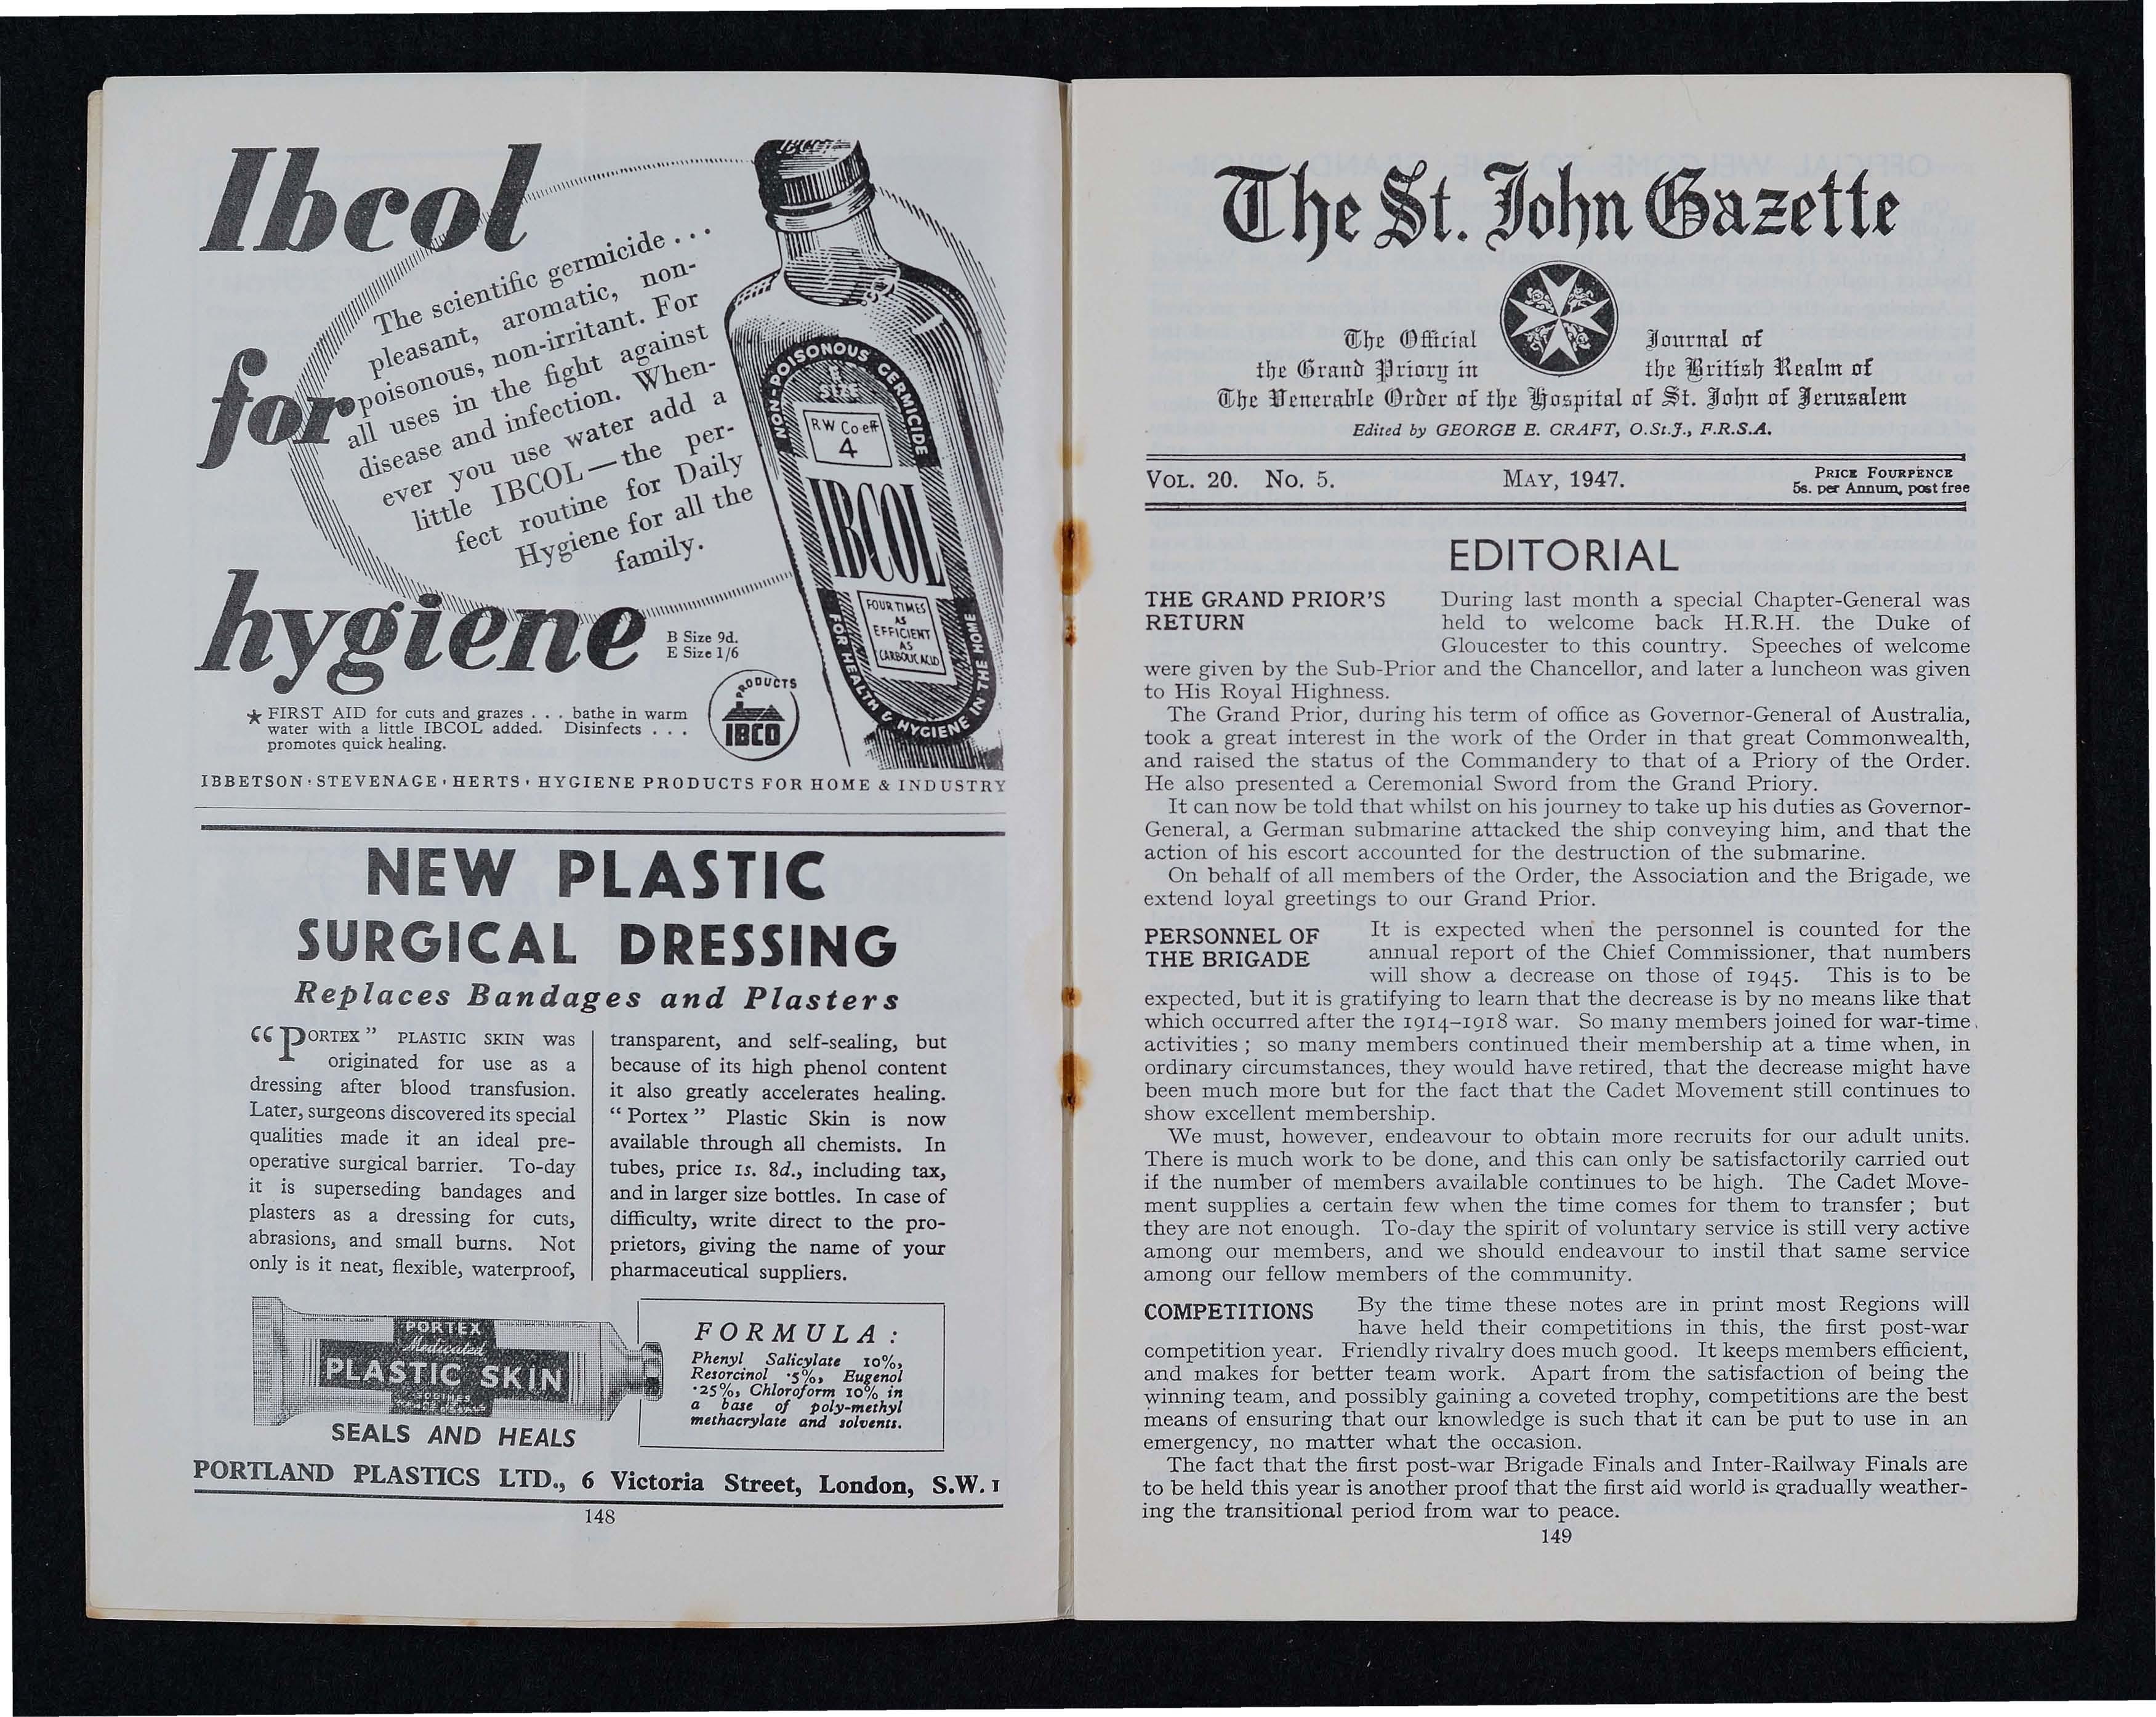 Ibcol
for
hygiene
The scientific germicide...
pleasant, aromatic, non-
poisonous, non-irritant. For
all uses in the fight against
disease and infection. When-
ever you use water add a
little IBCOL—the per-
fect routine for Daily
Hygiene for all the
family.
NON-POISONOUS GERMICIDE
E
SIZE
RW Coeff
4
IBCOL
FOUR TIMES
AS
EFFICIENT
AS
CARBOLIC ACID
FOR HEALTH & HYGIENE IN THE HOME
B Size 9d.
E Size 1/6
PRODUCTS
IBCO
★ FIRST AID for cuts and grazes . . . bathe in warm
water with a little IBCOL added. Disinfects . . .
promotes quick healing.
IBBETSON · STEVENAGE · HERTS · HYGIENE PRODUCTS FOR HOME & INDUSTRY
NEW PLASTIC
SURGICAL DRESSING
Replaces Bandages and Plasters
“PORTEX” PLASTIC SKIN WAS
originated for use as a
dressing after blood transfusion.
Later, surgeons discovered its special
qualities made it an ideal pre-
operative surgical barrier. To-day
it is superseding bandages and
plasters as a dressing for cuts,
abrasions, and small burns. Not
only is it neat, flexible, waterproof,
transparent, and self-sealing, but
because of its high phenol content
it also greatly accelerates healing.
“Portex” Plastic Skin is now
available through all chemists. In
tubes, price 1s. 8d., including tax,
and in larger size bottles. In case of
difficulty, write direct to the pro-
prietors, giving the name of your
pharmaceutical suppliers.
PORTEX
Medicated
PLASTIC SKIN
SEALS AND HEALS
FORMULA:
Phenyl Salicylate 10%,
Resorcinol ·5%, Eugenol
·25%, Chloroform 10% in
a base of poly-methyl
methacrylate and solvents.
PORTLAND PLASTICS LTD., 6 Victoria Street, London, S.W.1
148
The St. John Gazette
The Official Journal of
the Grand Priory in the British Realm of
The Venerable Order of the Hospital of St. John of Jerusalem
Edited by GEORGE E. CRAFT, O.St.J., F.R.S.A.
VOL. 20. No. 5. MAY, 1947. PRICE FOURPENCE
5s. per Annum, post free
EDITORIAL
THE GRAND PRIOR'S
RETURN
During last month a special Chapter-General was
held to welcome back H.R.H. the Duke of
Gloucester to this country. Speeches of welcome
were given by the Sub-Prior and the Chancellor, and later a luncheon was given
to His Royal Highness.
The Grand Prior, during his term of office as Governor-General of Australia,
took a great interest in the work of the Order in that great Commonwealth,
and raised the status of the Commandery to that of a Priory of the Order.
He also presented a Ceremonial Sword from the Grand Priory.
It can now be told that whilst on his journey to take up his duties as Governor-
General, a German submarine attacked the ship conveying him, and that the
action of his escort accounted for the destruction of the submarine.
On behalf of all members of the Order, the Association and the Brigade, we
extend loyal greetings to our Grand Prior.
PERSONNEL OF
THE BRIGADE
It is expected when the personnel is counted for the
annual report of the Chief Commissioner, that numbers
will show a decrease on those of 1945. This is to be
expected, but it is gratifying to learn that the decrease is by no means like that
which occurred after the 1914–1918 war. So many members joined for war-time
activities ; so many members continued their membership at a time when, in
ordinary circumstances, they would have retired, that the decrease might have
been much more but for the fact that the Cadet Movement still continues to
show excellent membership.
We must, however, endeavour to obtain more recruits for our adult units.
There is much work to be done, and this can only be satisfactorily carried out
if the number of members available continues to be high. The Cadet Move-
ment supplies a certain few when the time comes for them to transfer ; but
they are not enough. To-day the spirit of voluntary service is still very active
among our members, and we should endeavour to instil that same service
among our fellow members of the community.
COMPETITIONS
By the time these notes are in print most Regions will
have held their competitions in this, the first post-war
competition year. Friendly rivalry does much good. It keeps members efficient,
and makes for better team work. Apart from the satisfaction of being the
winning team, and possibly gaining a coveted trophy, competitions are the best
means of ensuring that our knowledge is such that it can be put to use in an
emergency, no matter what the occasion.
The fact that the first post-war Brigade Finals and Inter-Railway Finals are
to be held this year is another proof that the first aid world is gradually weather-
ing the transitional period from war to peace.
149